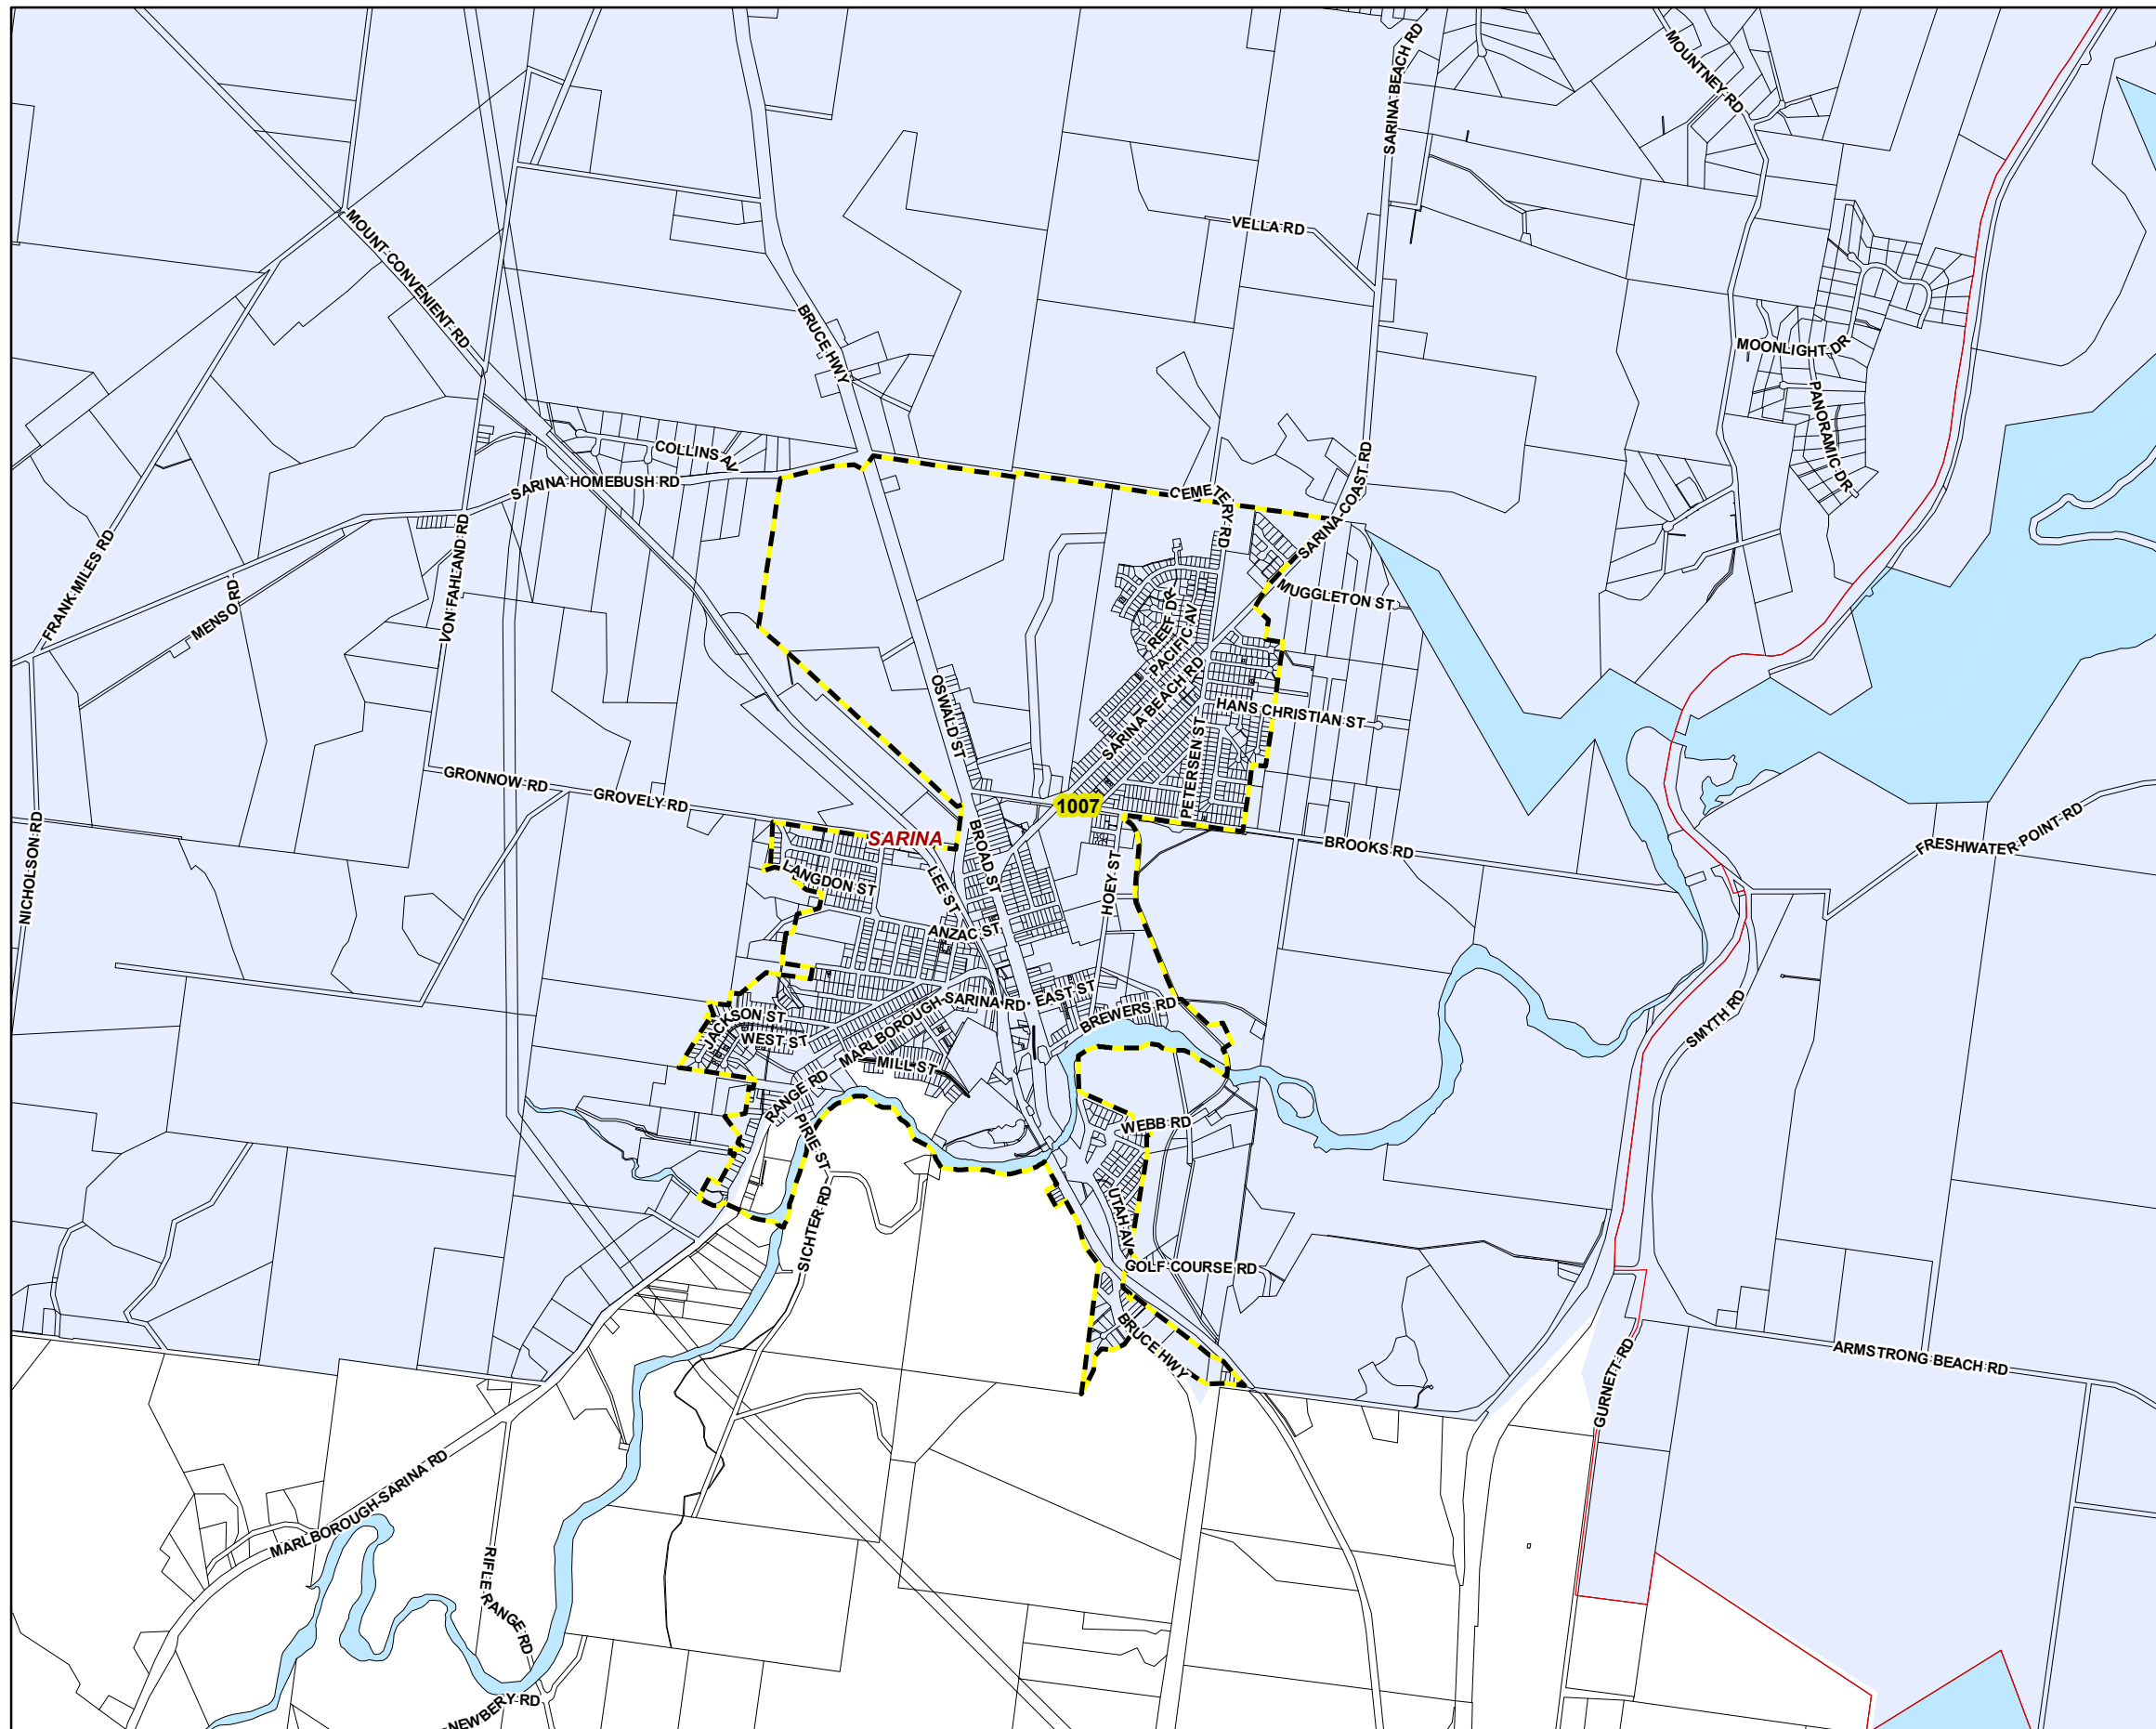 MOUNTNEY RD
SARINA BEACH RD
VELLA RD
MOUNT CONVENIENT RD
BRUCE HWY
MOONLIGHT DR
PANORAMIC DR
COLLINS AV
SARINA HOMEBUSH RD
CEMETERY RD
SARINA COAST RD
FRANK MILES RD
MENSO RD
VON FAHLAND RD
MUGGLETON ST
REEF DR
PACIFIC AV
SARINA BEACH RD
OSWALD ST
HANS CHRISTIAN ST
PETERSEN ST
GRONNOW RD
GROVELY RD
1007
SARINA
NICHOLSON RD
BROAD ST
BROOKS RD
FRESHWATER POINT RD
LANGDON ST
LEE ST
HOEY ST
ANZAC ST
MARLBOROUGH-SARINA RD
EAST ST
BREWERS RD
JACKSON ST
WEST ST
MILL ST
SMYTH RD
RANGE RD
PIRIE ST
WEBB RD
SICHTER RD
UTAH AV
GOLF COURSE RD
BRUCE HWY
GURNETT RD
ARMSTRONG BEACH RD
MARLBOROUGH-SARINA RD
RIFLE RANGE RD
NEWBERY RD